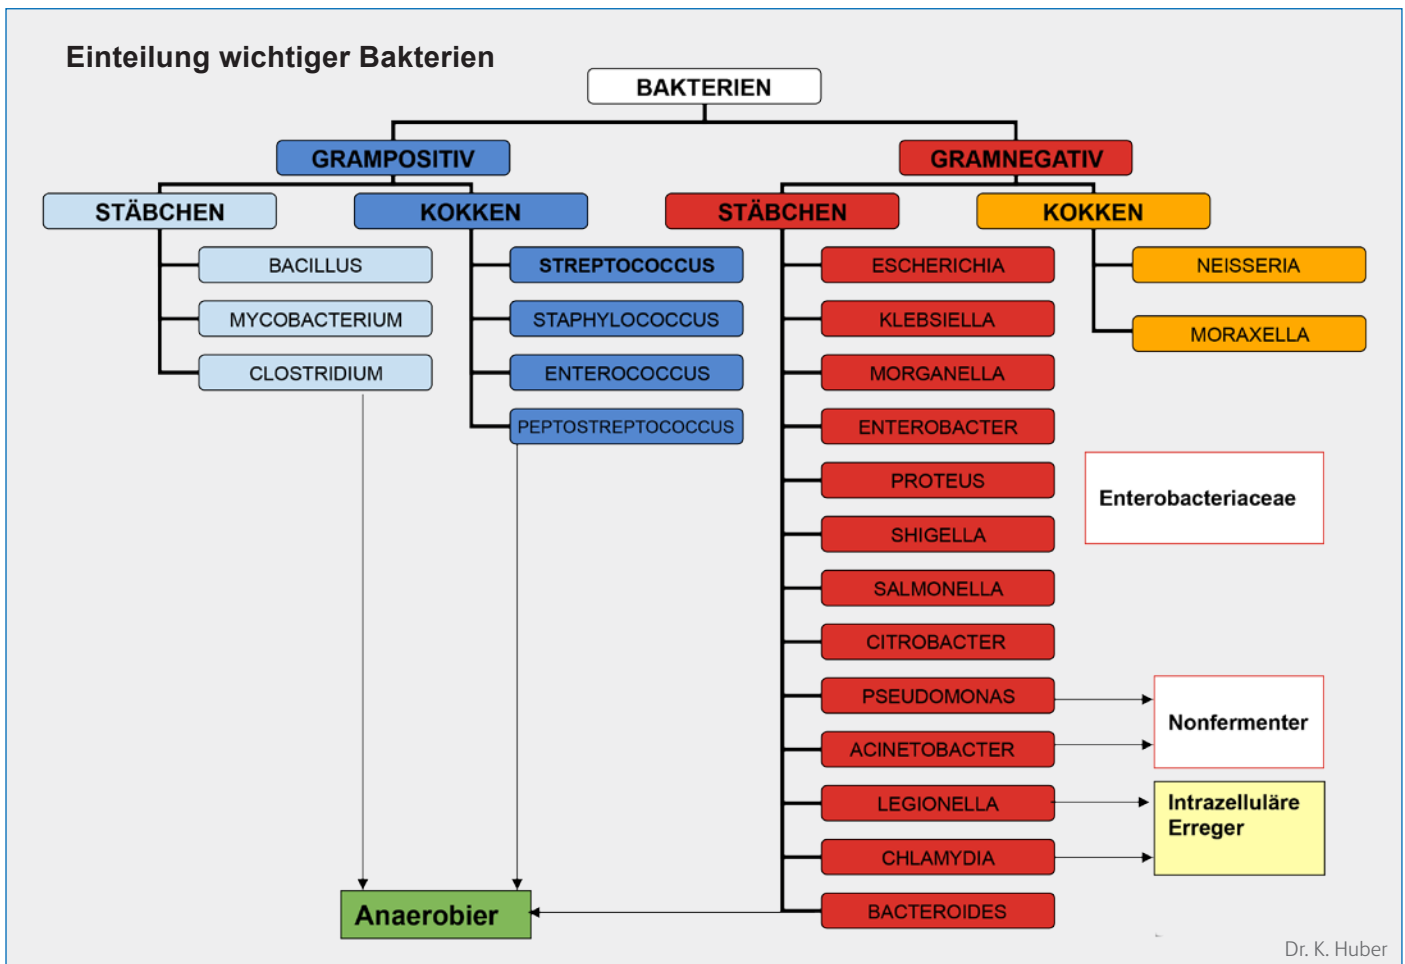 Einteilung wichtiger Bakterien
BAKTERIEN
GRAMPOSITIV
GRAMNEGATIV
STÄBCHEN
KOKKEN
STÄBCHEN
KOKKEN
BACILLUS
MYCOBACTERIUM
CLOSTRIDIUM
STREPTOCOCCUS
STAPHYLOCOCCUS
ENTEROCOCCUS
PEPTOSTREPTOCOCCUS
ESCHERICHIA
KLEBSIELLA
MORGANELLA
ENTEROBACTER
PROTEUS
SHIGELLA
SALMONELLA
CITROBACTER
PSEUDOMONAS
ACINETOBACTER
LEGIONELLA
CHLAMYDIA
BACTEROIDES
NEISSERIA
MORAXELLA
Enterobacteriaceae
Nonfermenter
Intrazelluläre
Erreger
Anaerobier
Dr. K. Huber